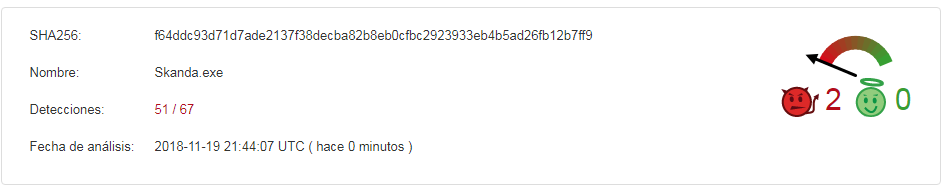 SHA256: f64ddc93d71d7ade2137f38decba82b8eb0cfbc2923933eb4b5ad26fb12b7ff9
Nombre: Skanda.exe
Detecciones: 51 / 67
2 0
Fecha de análisis: 2018-11-19 21:44:07 UTC ( hace 0 minutos )